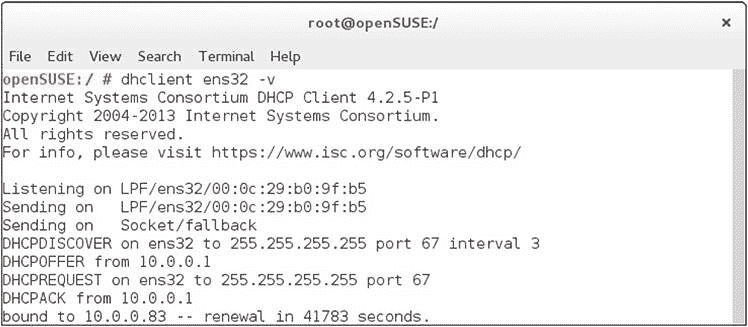 root@openSUSE:/ ×
File Edit View Search Terminal Help
openSUSE:/ # dhclient ens32 -v
Internet Systems Consortium DHCP Client 4.2.5-P1
Copyright 2004-2013 Internet Systems Consortium.
All rights reserved.
For info, please visit https://www.isc.org/software/dhcp/
Listening on LPF/ens32/00:0c:29:b0:9f:b5
Sending on   LPF/ens32/00:0c:29:b0:9f:b5
Sending on   Socket/fallback
DHCPDISCOVER on ens32 to 255.255.255.255 port 67 interval 3
DHCPOFFER from 10.0.0.1
DHCPREQUEST on ens32 to 255.255.255.255 port 67
DHCPACK from 10.0.0.1
bound to 10.0.0.83 -- renewal in 41783 seconds.